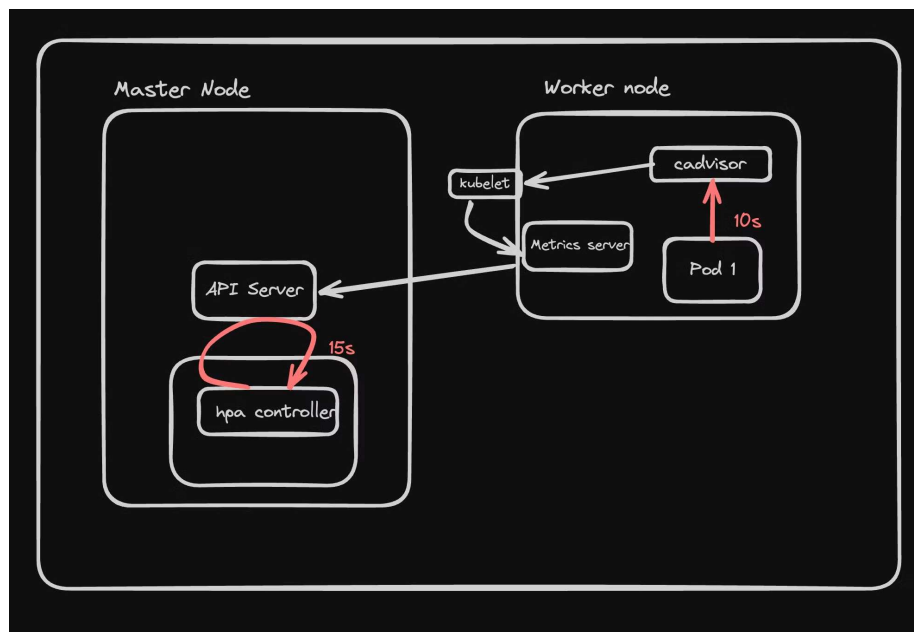 Master Node
Worker node
cadvisor
kubelet
10s
Metrics server
Pod 1
API Server
15s
hpa controller